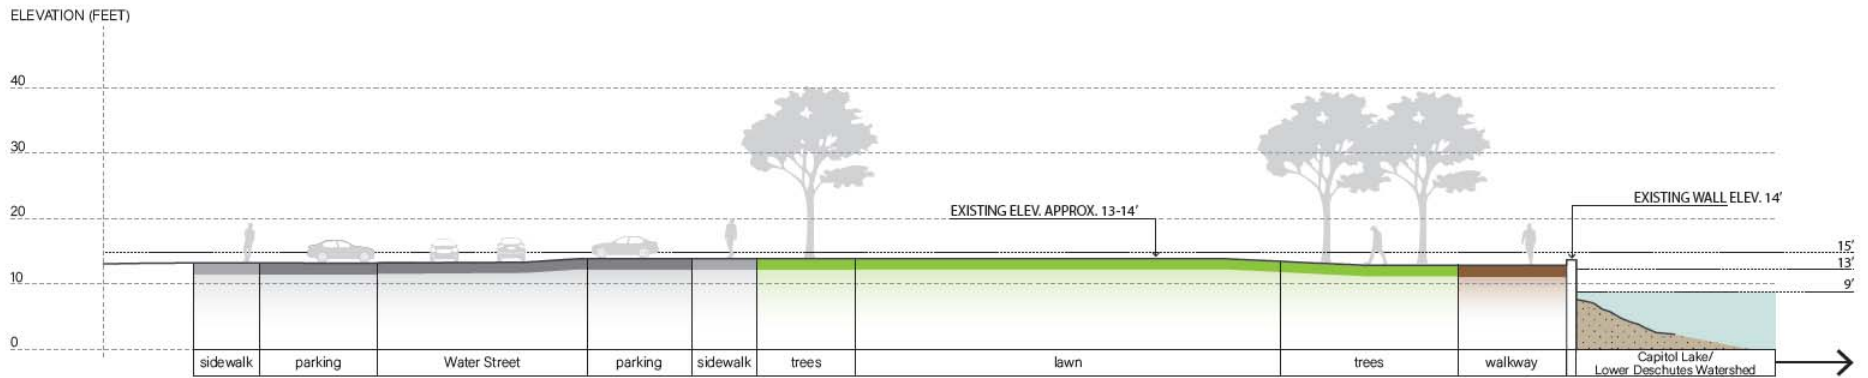 ELEVATION (FEET)
40
30
20
EXISTING ELEV. APPROX. 13-14'
EXISTING WALL ELEV. 14'
15'
13'
10
9'
0
sidewalk
parking
Water Street
parking
sidewalk
trees
lawn
trees
walkway
Capitol Lake/
Lower Deschutes Watershed